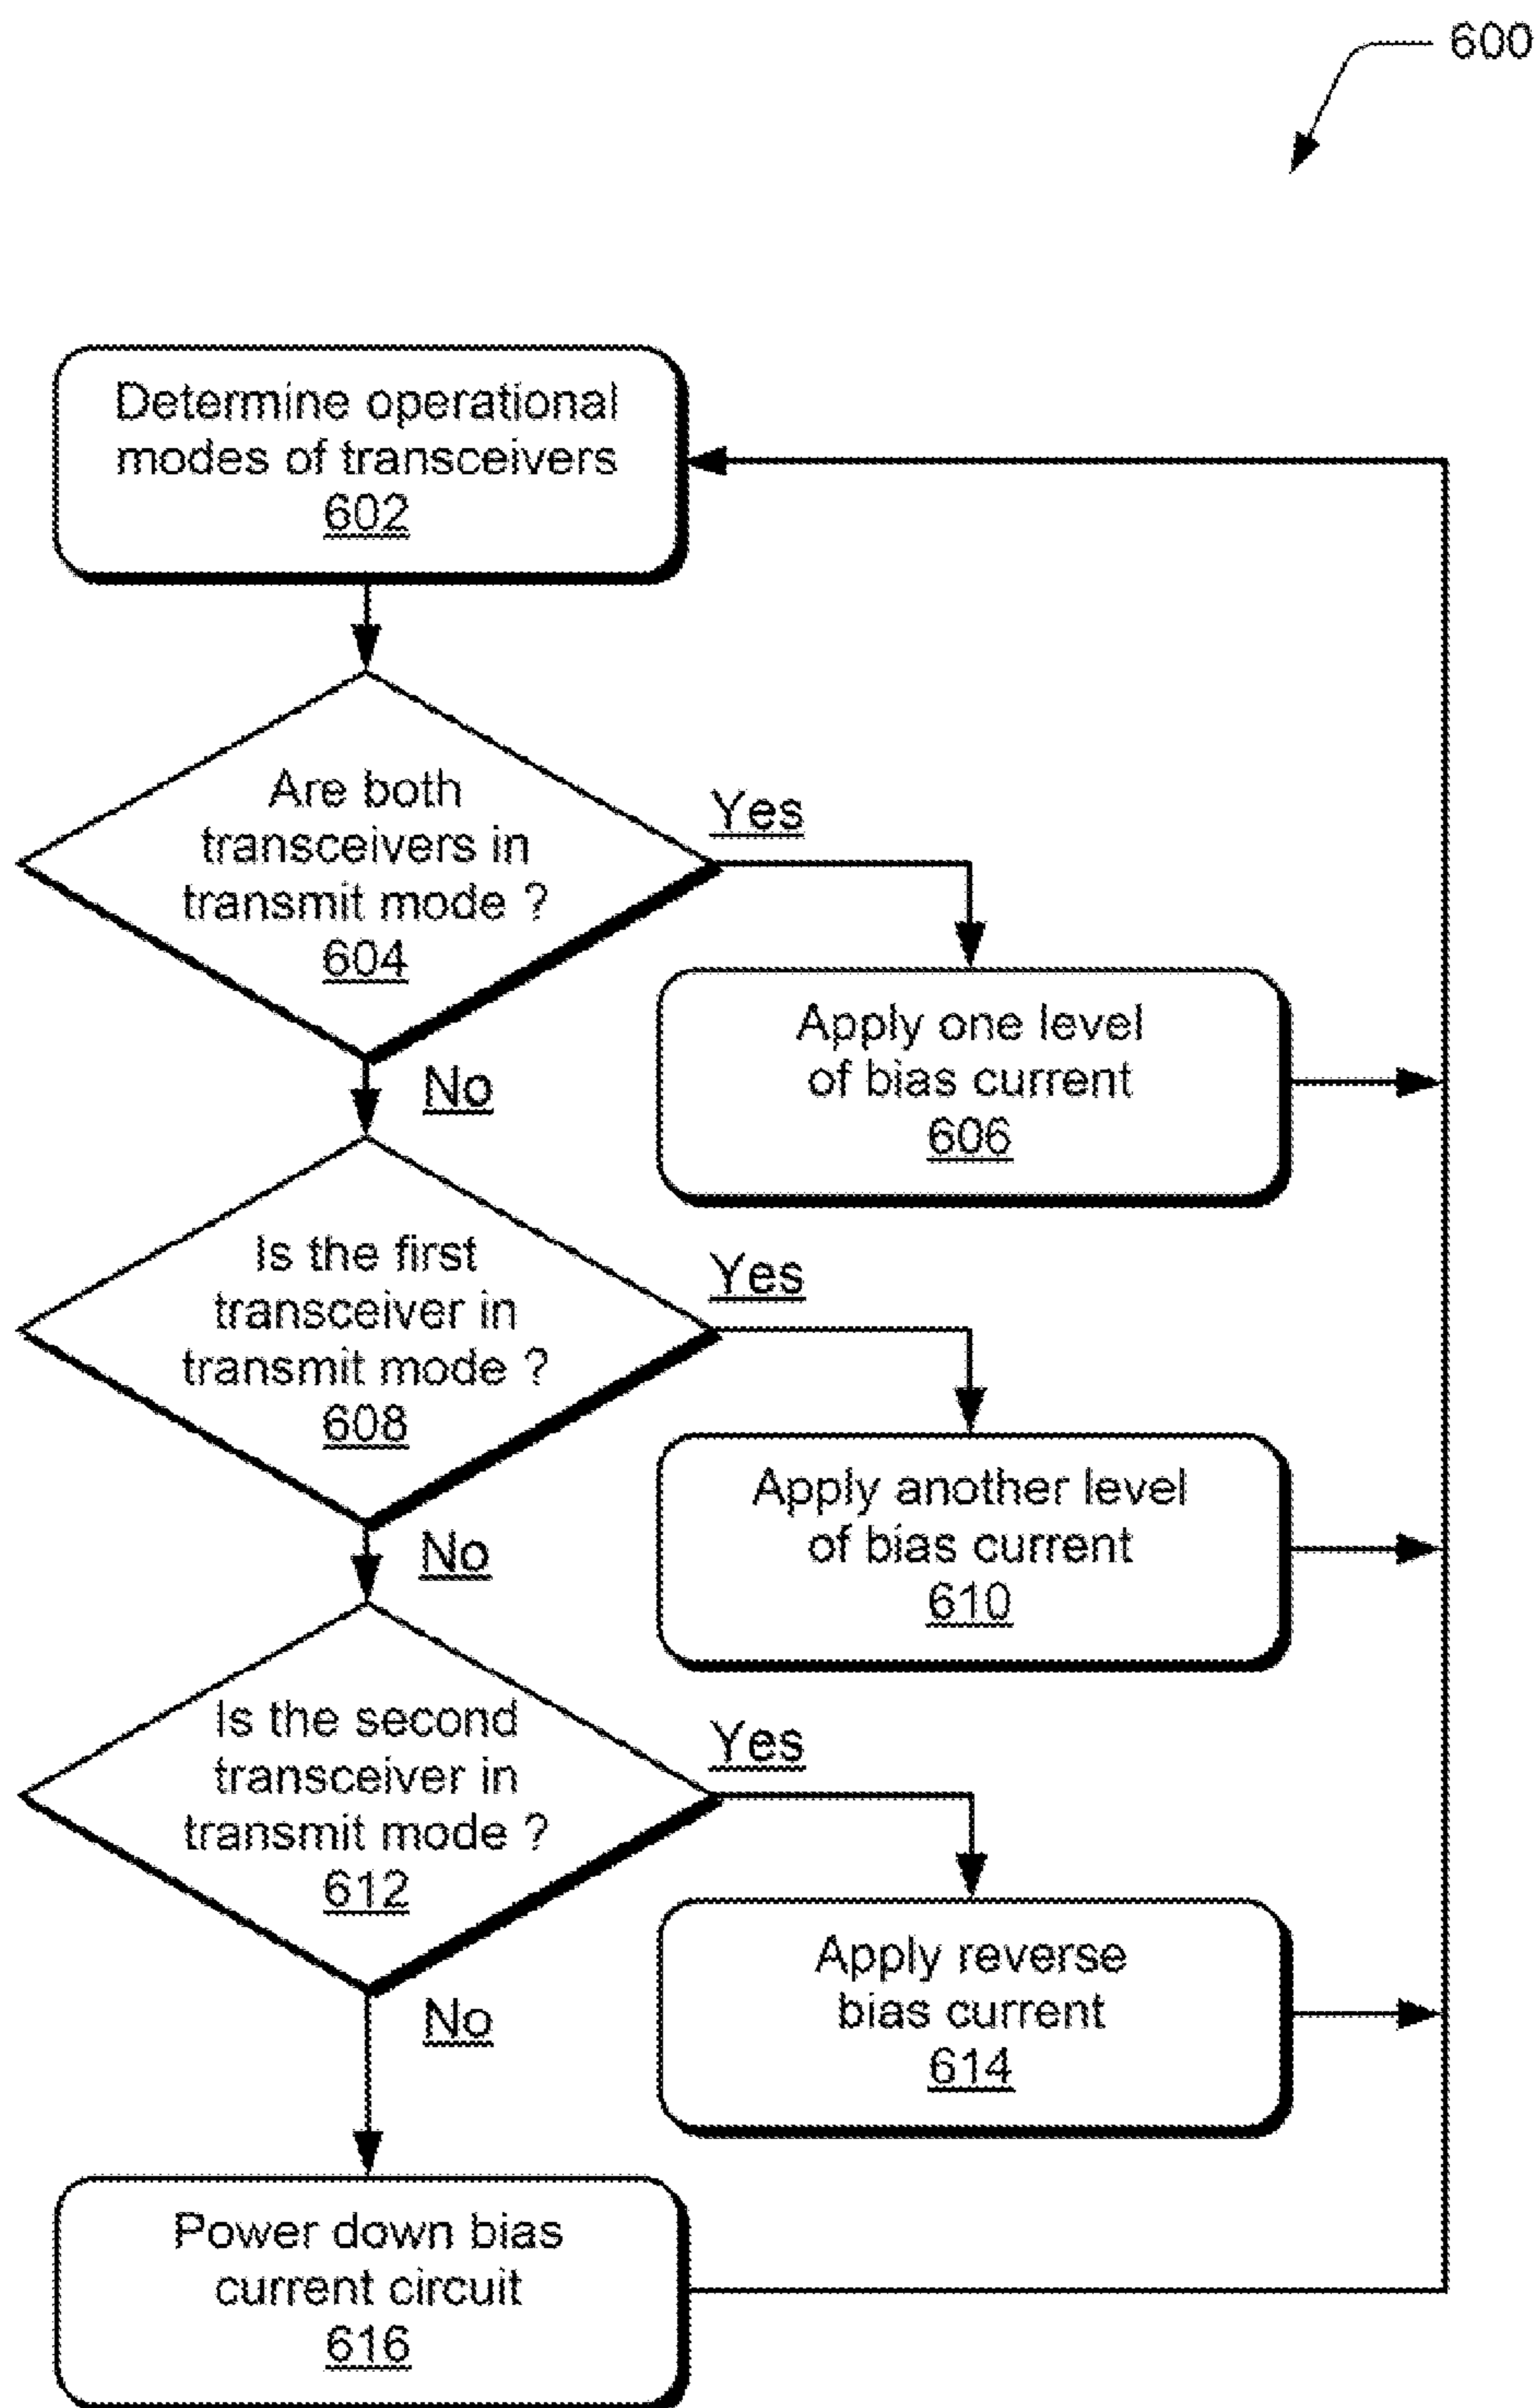 600
Determine operational
modes of transceivers
602
Are both
transceivers in
transmit mode ?
604
Yes
No
Apply one level
of bias current
606
Is the first
transceiver in
transmit mode ?
608
Yes
No
Apply another level
of bias current
610
Is the second
transceiver in
transmit mode ?
612
Yes
No
Apply reverse
bias current
614
Power down bias
current circuit
616